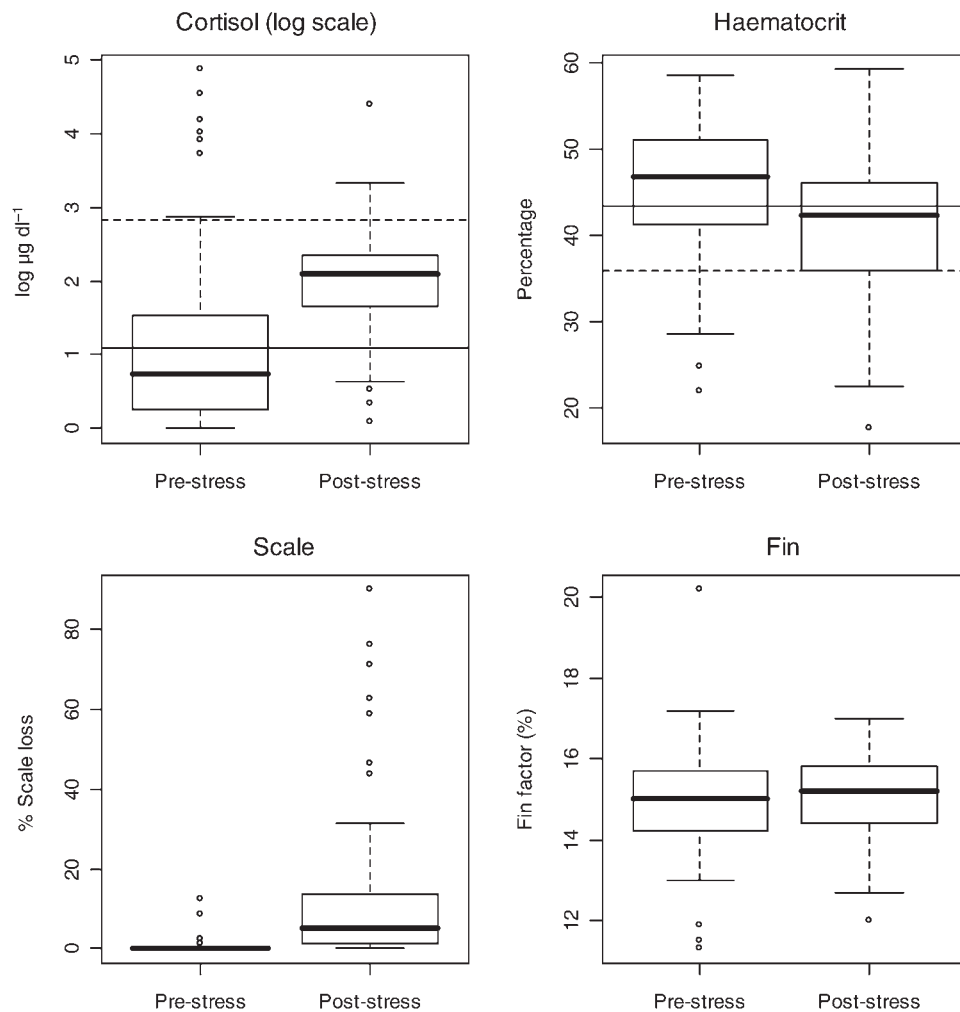 Cortisol (log scale)
5
4
3
2
1
0
log µg dl⁻¹
Pre-stress Post-stress
Haematocrit
60
50
40
30
20
Percentage
Pre-stress Post-stress
Scale
80
60
40
20
0
% Scale loss
Pre-stress Post-stress
Fin
20
18
16
14
12
Fin factor (%)
Pre-stress Post-stress